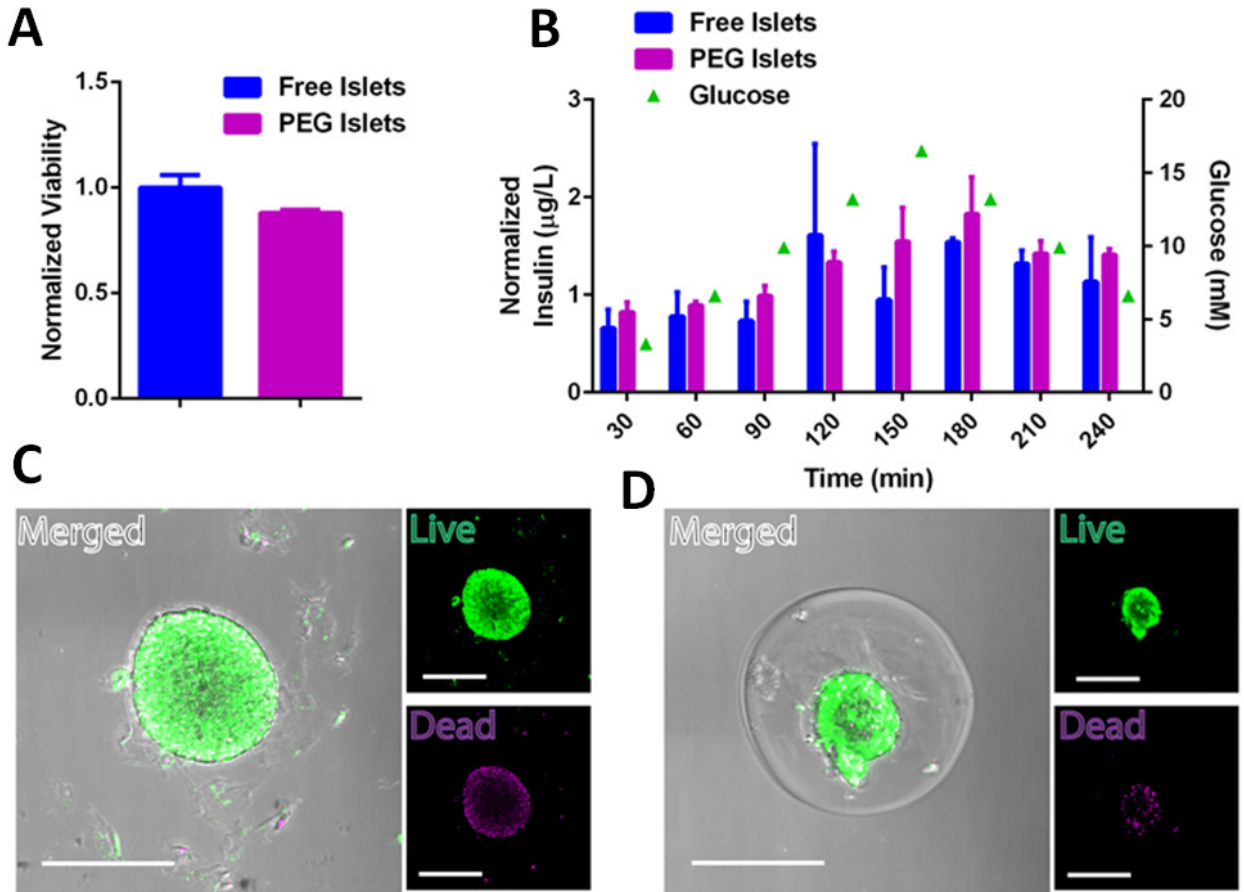 A
1.5
1.0
0.5
0.0
Normalized Viability
Free Islets
PEG Islets
B
Free Islets
PEG Islets
Glucose
3
2
1
0
Normalized
Insulin (µg/L)
20
15
10
5
0
Glucose (mM)
30
60
90
120
150
180
210
240
Time (min)
C
Merged
Live
Dead
D
Merged
Live
Dead